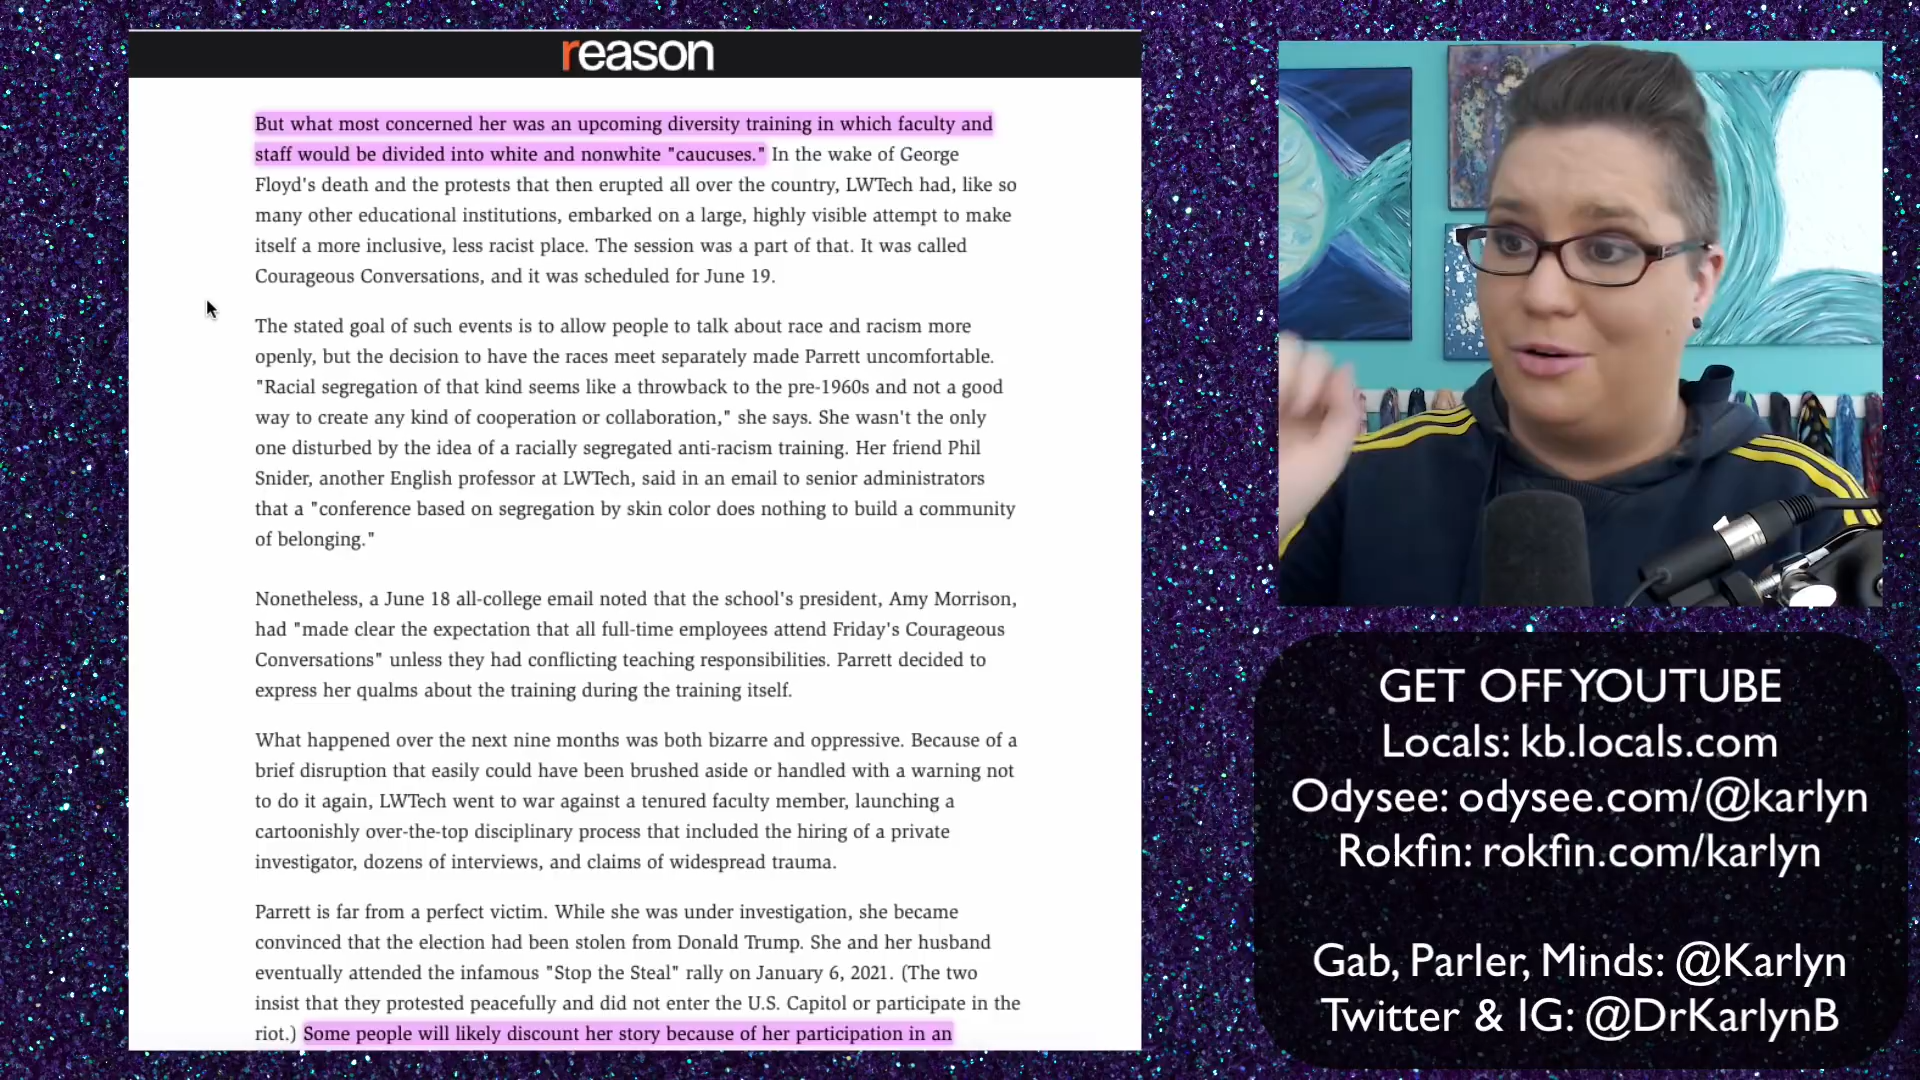 reason
But what most concerned her was an upcoming diversity training in which faculty and
staff would be divided into white and nonwhite "caucuses." In the wake of George
Floyd's death and the protests that then erupted all over the country, LWTech had, like so
many other educational institutions, embarked on a large, highly visible attempt to make
itself a more inclusive, less racist place. The session was a part of that. It was called
Courageous Conversations, and it was scheduled for June 19.
The stated goal of such events is to allow people to talk about race and racism more
openly, but the decision to have the races meet separately made Parrett uncomfortable.
"Racial segregation of that kind seems like a throwback to the pre-1960s and not a good
way to create any kind of cooperation or collaboration," she says. She wasn't the only
one disturbed by the idea of a racially segregated anti-racism training. Her friend Phil
Snider, another English professor at LWTech, said in an email to senior administrators
that a "conference based on segregation by skin color does nothing to build a community
of belonging."
Nonetheless, a June 18 all-college email noted that the school's president, Amy Morrison,
had "made clear the expectation that all full-time employees attend Friday's Courageous
Conversations" unless they had conflicting teaching responsibilities. Parrett decided to
express her qualms about the training during the training itself.
What happened over the next nine months was both bizarre and oppressive. Because of a
brief disruption that easily could have been brushed aside or handled with a warning not
to do it again, LWTech went to war against a tenured faculty member, launching a
cartoonishly over-the-top disciplinary process that included the hiring of a private
investigator, dozens of interviews, and claims of widespread trauma.
Parrett is far from a perfect victim. While she was under investigation, she became
convinced that the election had been stolen from Donald Trump. She and her husband
eventually attended the infamous "Stop the Steal" rally on January 6, 2021. (The two
insist that they protested peacefully and did not enter the U.S. Capitol or participate in the
riot.) Some people will likely discount her story because of her participation in an
GET OFF YOUTUBE
Locals: kb.locals.com
Odysee: odysee.com/@karlyn
Rokfin: rokfin.com/karlyn
Gab, Parler, Minds: @Karlyn
Twitter & IG: @DrKarlynB